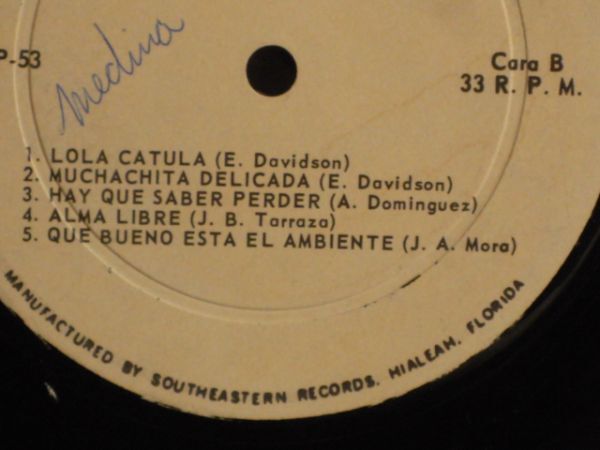 P-53
Medina
Cara B
33 R. P. M.
1. LOLA CATULA (E. Davidson)
2. MUCHACHITA DELICADA (E. Davidson)
3. HAY QUE SABER PERDER (A. Dominguez)
4. ALMA LIBRE (J. B. Tarraza)
5. QUE BUENO ESTA EL AMBIENTE (J. A. Mora)
MANUFACTURED BY SOUTHEASTERN RECORDS. HIALEAH, FLORIDA